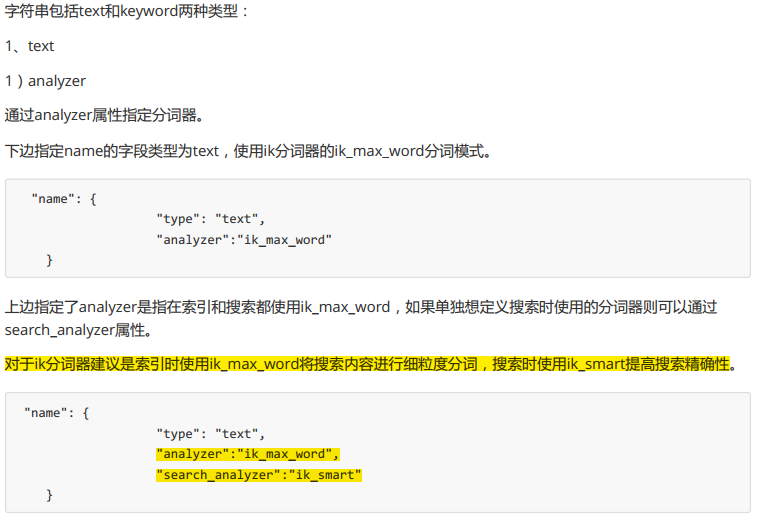 字符串包括text和keyword两种类型：
1、text
1）analyzer
通过analyzer属性指定分词器。
下边指定name的字段类型为text，使用ik分词器的ik_max_word分词模式。
"name": {
"type": "text",
"analyzer":"ik_max_word"
}
上边指定了analyzer是指在索引和搜索都使用ik_max_word，如果单独想定义搜索时使用的分词器则可以通过
search_analyzer属性。
对于ik分词器建议是索引时使用ik_max_word将搜索内容进行细粒度分词，搜索时使用ik_smart提高搜索精确性。
"name": {
"type": "text",
"analyzer":"ik_max_word",
"search_analyzer":"ik_smart"
}